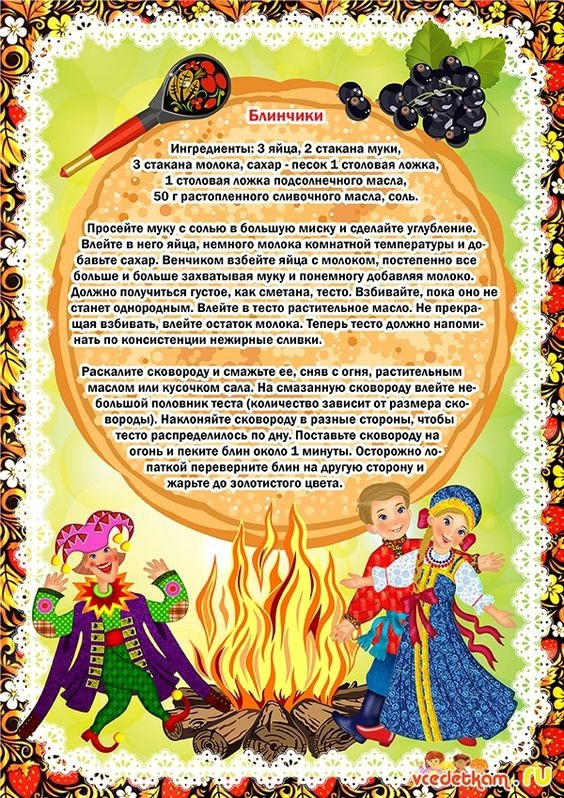 Блинчики
Ингредиенты: 3 яйца, 2 стакана муки,
3 стакана молока, сахар - песок 1 столовая ложка,
1 столовая ложка подсолнечного масла,
50 г растопленного сливочного масла, соль.
Просейте муку с солью в большую миску и сделайте углубление.
Влейте в него яйца, немного молока комнатной температуры и до-
бавьте сахар. Венчиком взбейте яйца с молоком, постепенно все
больше и больше захватывая муку и понемногу добавляя молоко.
Должно получиться густое, как сметана, тесто. Взбивайте, пока оно не
станет однородным. Влейте в тесто растительное масло. Не прекра-
щая взбивать, влейте остаток молока. Теперь тесто должно напоми-
нать по консистенции нежирные сливки.
Раскалите сковороду и смажьте ее, сняв с огня, растительным
маслом или кусочком сала. На смазанную сковороду влейте не-
большой половник теста (количество зависит от размера ско-
вороды). Наклоняйте сковороду в разные стороны, чтобы
тесто распределилось по дну. Поставьте сковороду на
огонь и пеките блин около 1 минуты. Осторожно ло-
паткой переверните блин на другую сторону и
жарьте до золотистого цвета.
vcedetkam.ru